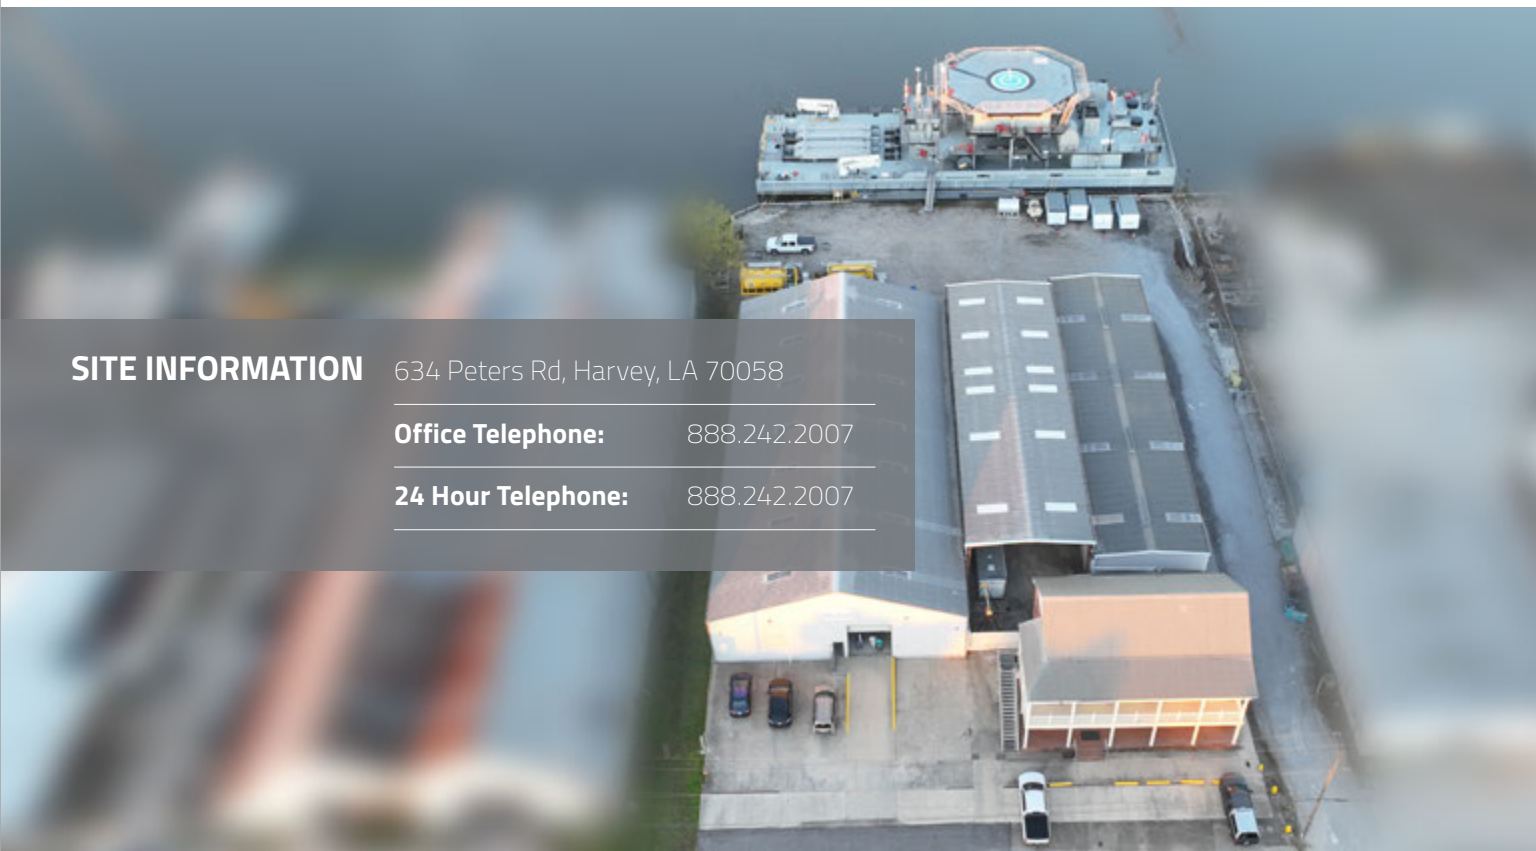 SITE INFORMATION 634 Peters Rd, Harvey, LA 70058
Office Telephone: 888.242.2007
24 Hour Telephone: 888.242.2007